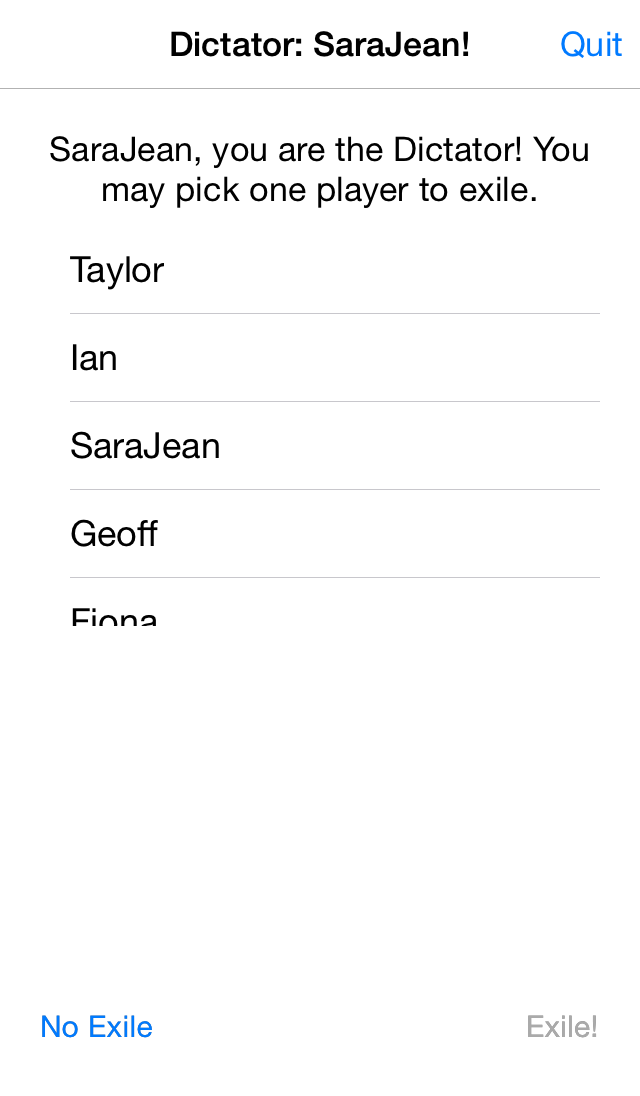 Dictator: SaraJean!
Quit
SaraJean, you are the Dictator! You
may pick one player to exile.
Taylor
Ian
SaraJean
Geoff
Fiona
No Exile
Exile!